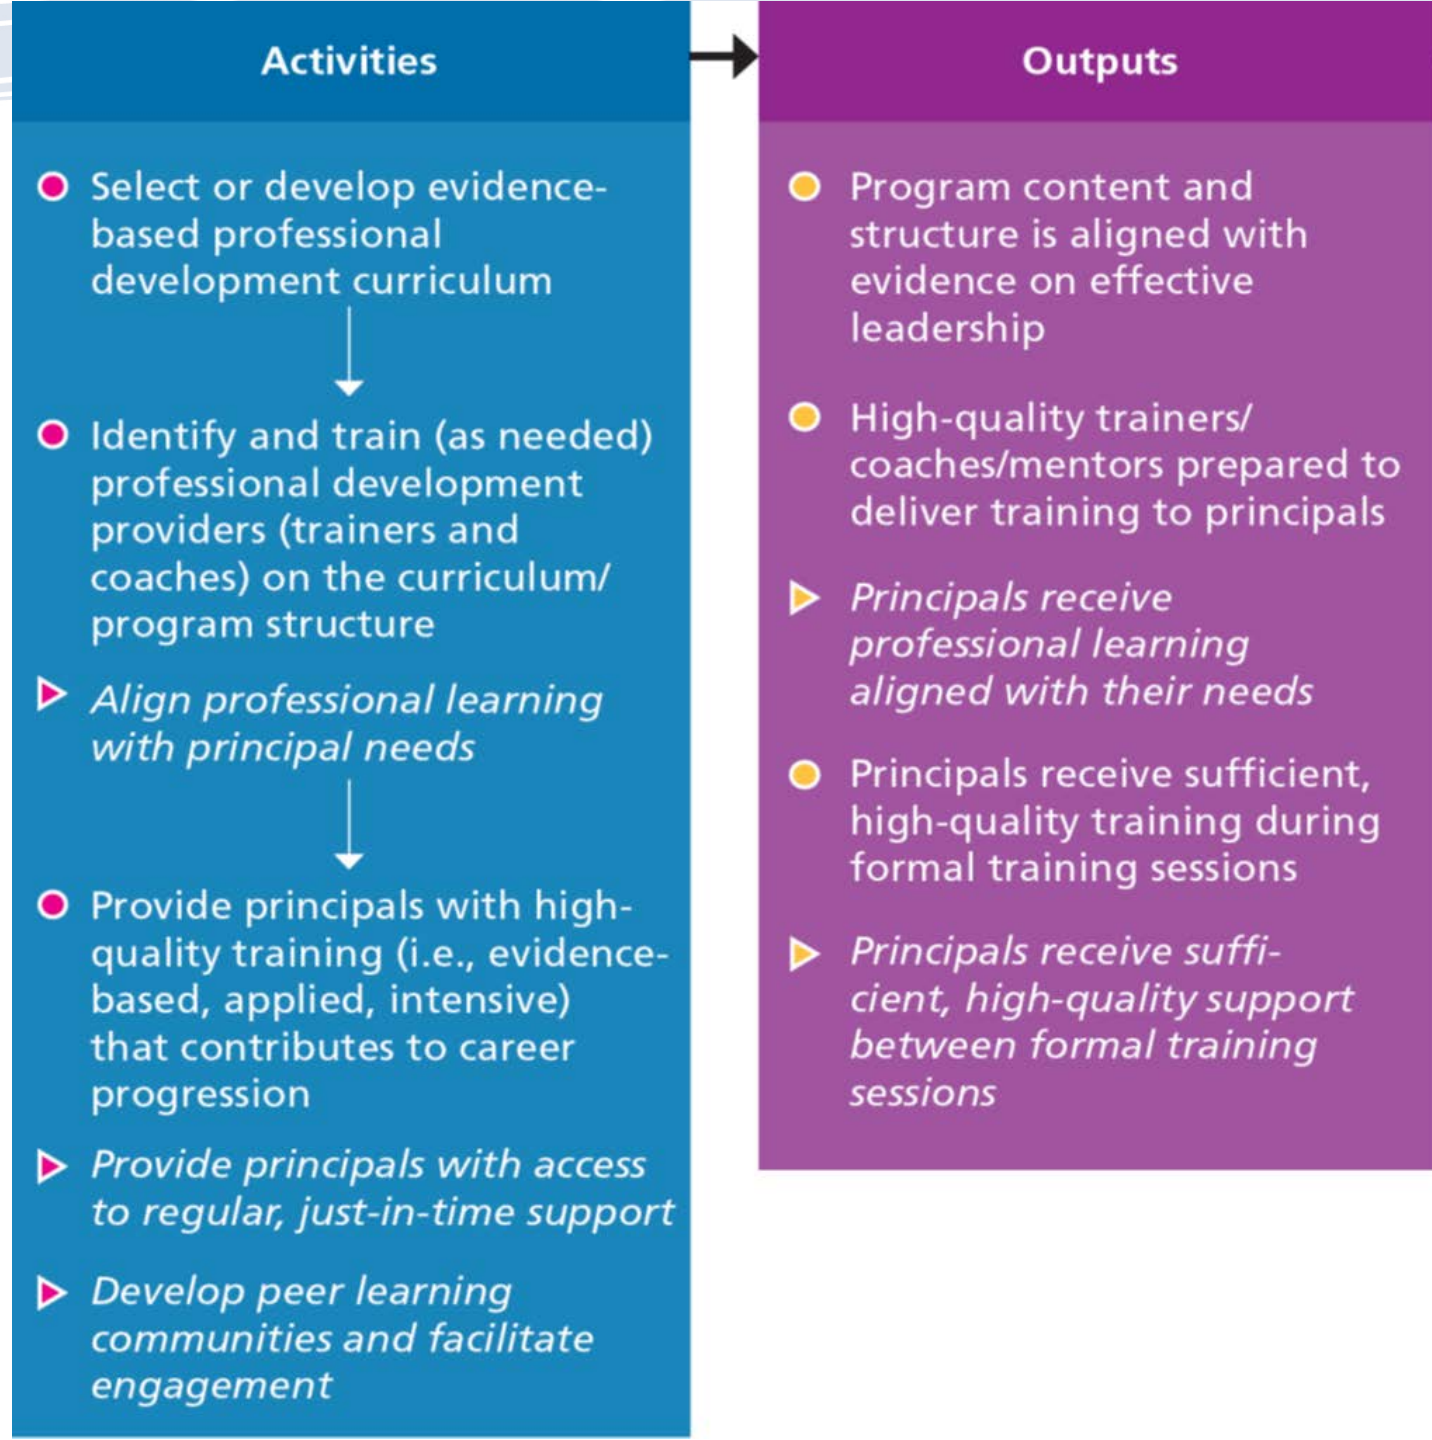 Activities
Select or develop evidence-
based professional
development curriculum
Identify and train (as needed)
professional development
providers (trainers and
coaches) on the curriculum/
program structure
Align professional learning
with principal needs
Provide principals with high-
quality training (i.e., evidence-
based, applied, intensive)
that contributes to career
progression
Provide principals with access
to regular, just-in-time support
Develop peer learning
communities and facilitate
engagement
Outputs
Program content and
structure is aligned with
evidence on effective
leadership
High-quality trainers/
coaches/mentors prepared to
deliver training to principals
Principals receive
professional learning
aligned with their needs
Principals receive sufficient,
high-quality training during
formal training sessions
Principals receive suffi-
cient, high-quality support
between formal training
sessions